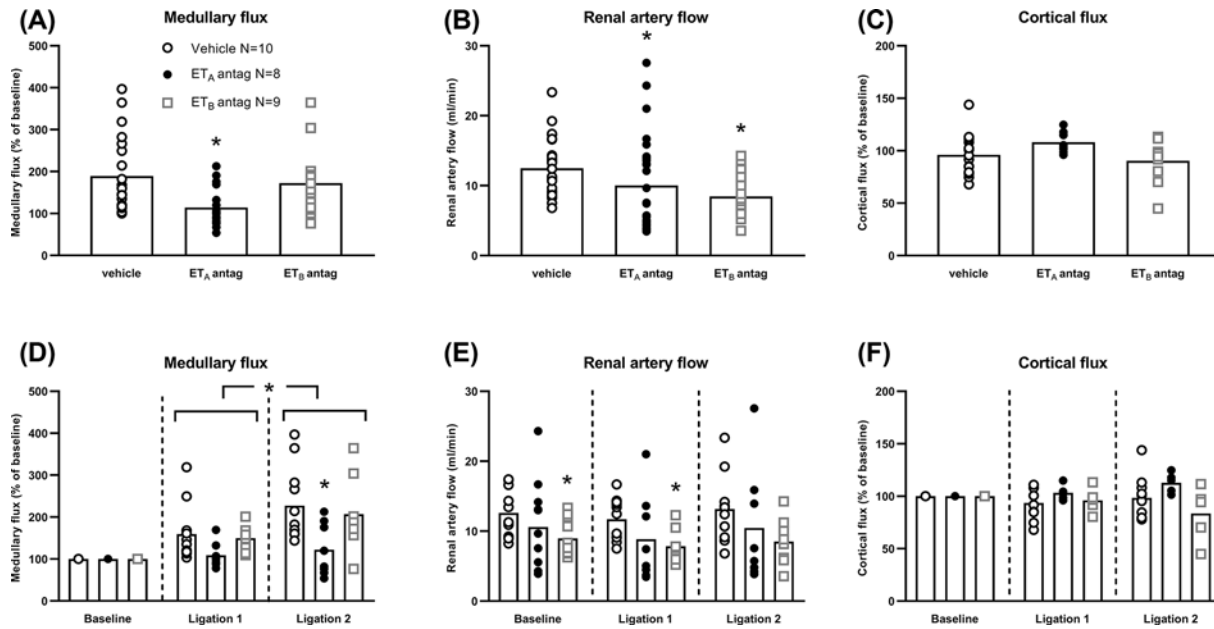 (A)
Medullary flux
Medullary flux (% of baseline)
500
400
300
200
100
0
Vehicle N=10
ETA antag N=8
ETB antag N=9
*
vehicle
ETA antag
ETB antag
(B)
Renal artery flow
Renal artery flow (ml/min)
30
20
10
0
*
*
vehicle
ETA antag
ETB antag
(C)
Cortical flux
Cortical flux (% of baseline)
200
150
100
50
0
vehicle
ETA antag
ETB antag
(D)
Medullary flux
Medullary flux (% of baseline)
500
400
300
200
100
0
*
*
Baseline
Ligation 1
Ligation 2
(E)
Renal artery flow
Renal artery flow (ml/min)
30
20
10
0
*
*
Baseline
Ligation 1
Ligation 2
(F)
Cortical flux
Cortical flux (% of baseline)
200
150
100
50
0
Baseline
Ligation 1
Ligation 2